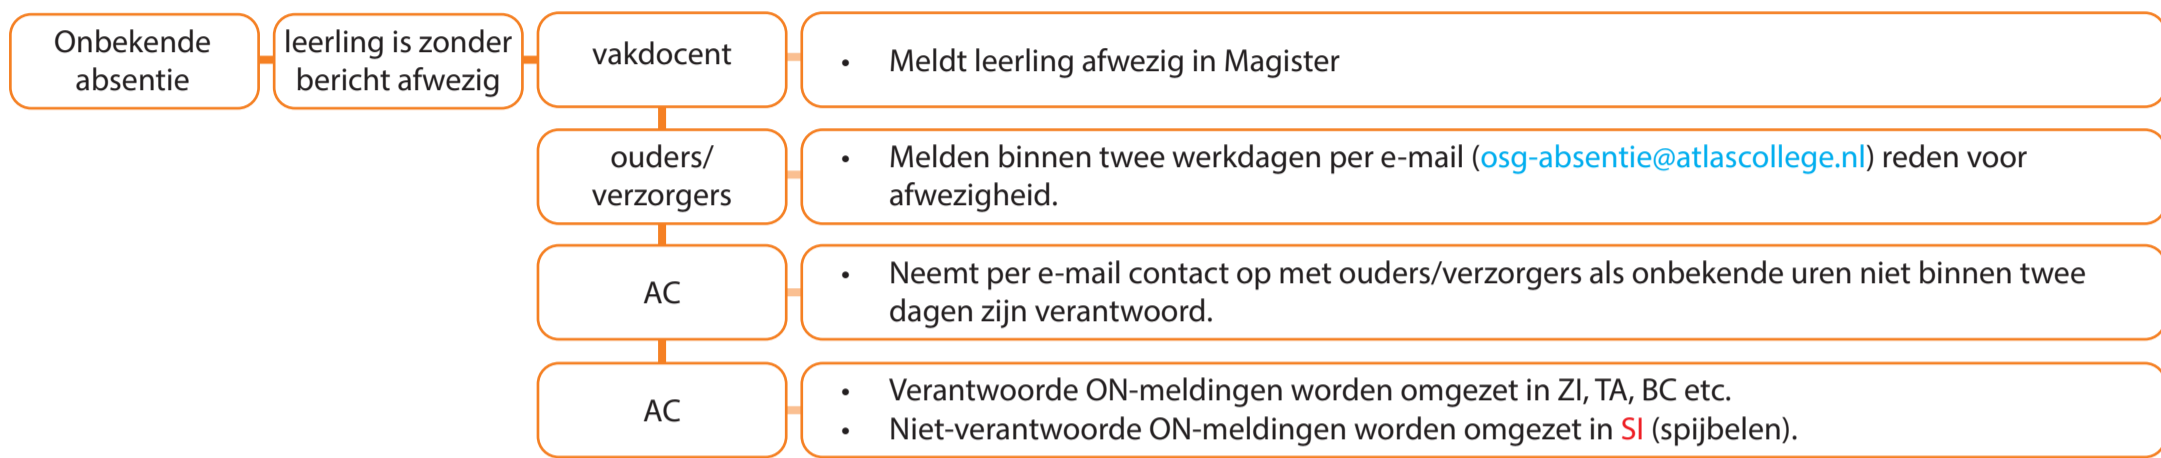 Onbekende
absentie
leerling is zonder
bericht afwezig
vakdocent
• Meldt leerling afwezig in Magister
ouders/
verzorgers
• Melden binnen twee werkdagen per e-mail (osg-absentie@atlascollege.nl) reden voor
afwezigheid.
AC
• Neemt per e-mail contact op met ouders/verzorgers als onbekende uren niet binnen twee
dagen zijn verantwoord.
AC
• Verantwoorde ON-meldingen worden omgezet in ZI, TA, BC etc.
• Niet-verantwoorde ON-meldingen worden omgezet in SI (spijbelen).